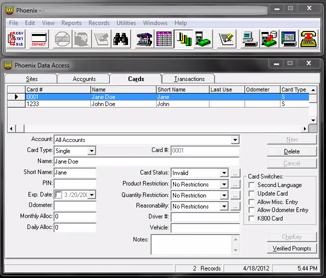 Phoenix -
File Edit View Reports Records Utilities Windows Help
Phoenix Data Access
Sites Accounts Cards Transactions
Card # Name Short Name Last Use Odometer Card Type
0001 Jane Doe Jane S
1233 John Doe John S
Account: All Accounts
Card Type: Single Card #: 0001
Name: Jane Doe
Short Name: Jane Card Status: Invalid
PIN: Product Restriction: No Restrictions
Exp. Date: 3/20/20 Quantity Restriction: No Restrictions
Odometer: Reasonability: No Restrictions
Monthly Alloc: 0 Driver #:
Daily Alloc: 0 Vehicle:
Notes:
New
Delete
Cancel
Card Switches:
Second Language
Update Card
Allow Misc. Entry
Allow Odometer Entry
K800 Card
Verified Prompts
2 Records 4/18/2012 5:44 PM